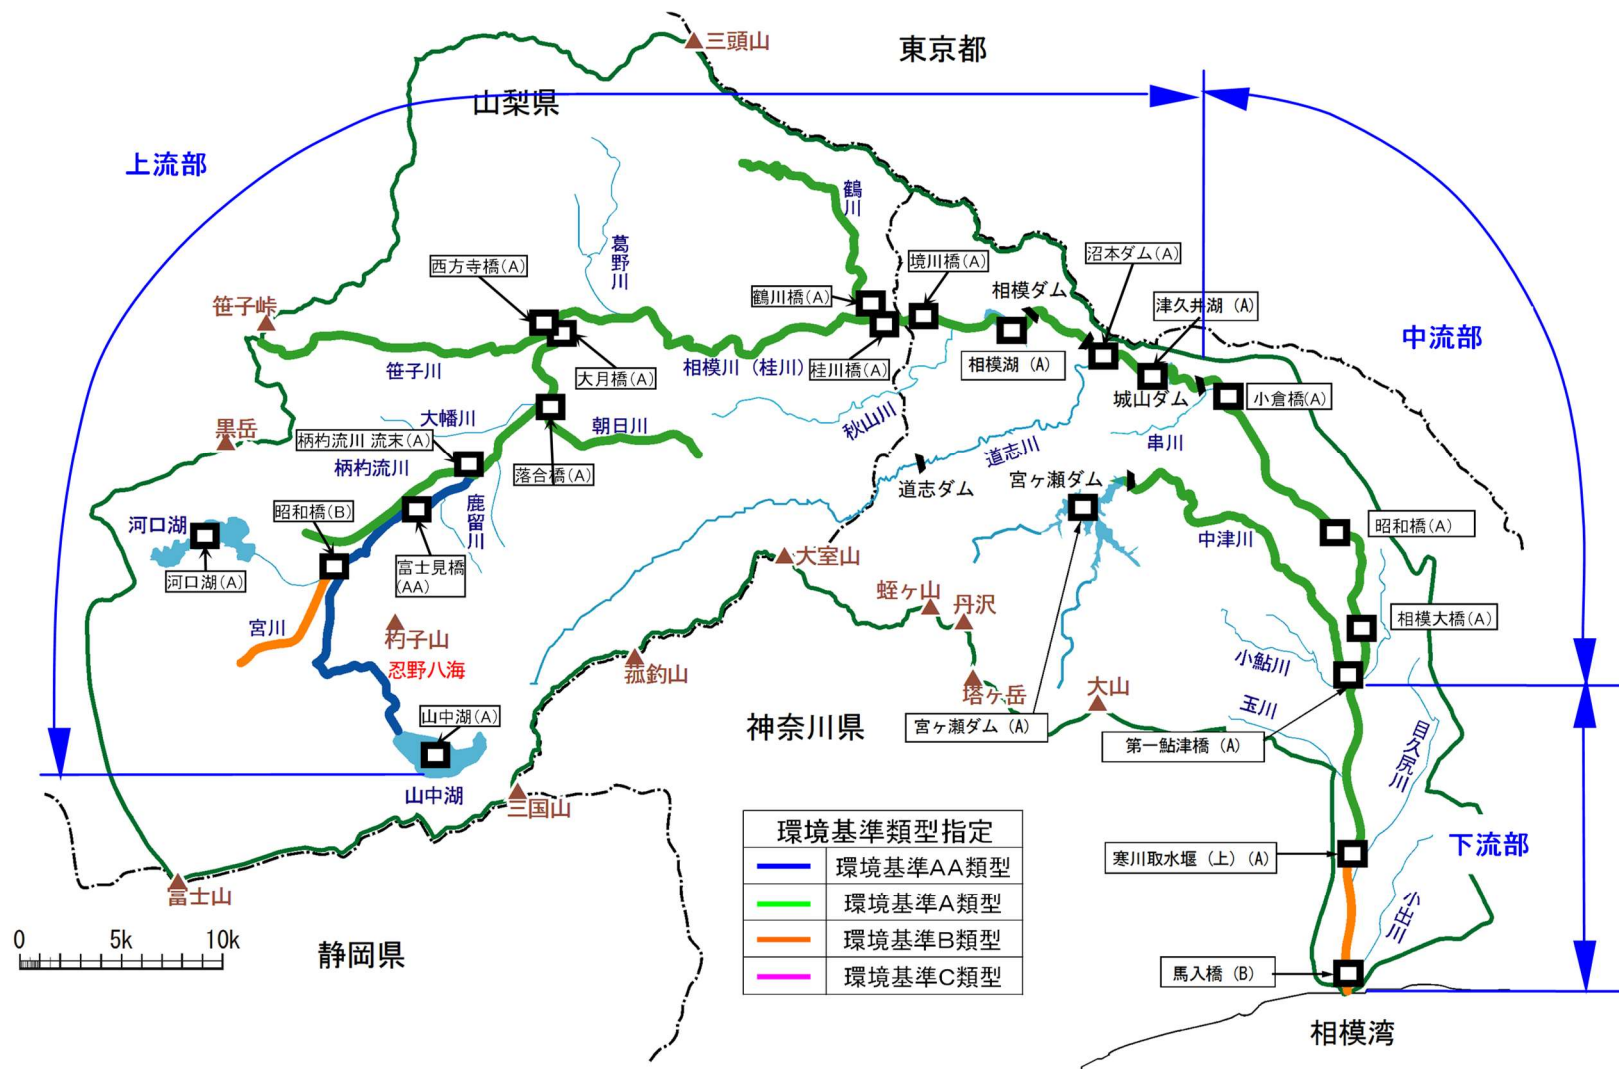 三頭山
東京都
山梨県
上流部
鶴川
葛野川
西方寺橋(A)
境川橋(A)
沼本ダム(A)
鶴川橋(A)
相模ダム
津久井湖 (A)
笹子峠
中流部
笹子川
大月橋(A)
相模川 (桂川)
桂川橋(A)
相模湖 (A)
城山ダム
小倉橋(A)
大幡川
朝日川
秋山川
串川
黒岳
柄杓流川 流末(A)
柄杓流川
落合橋(A)
道志川
道志ダム
宮ヶ瀬ダム
昭和橋(B)
鹿留川
河口湖
昭和橋(A)
中津川
河口湖(A)
富士見橋
(AA)
大室山
蛭ヶ山
丹沢
宮川
杓子山
相模大橋(A)
忍野八海
菰釣山
小鮎川
塔ヶ岳
大山
玉川
山中湖(A)
神奈川県
宮ヶ瀬ダム (A)
第一鮎津橋 (A)
目久尻川
山中湖
三国山
環境基準類型指定
環境基準AA類型
環境基準A類型
環境基準B類型
環境基準C類型
寒川取水堰 (上) (A)
下流部
富士山
小出川
0 5k 10k
静岡県
馬入橋 (B)
相模湾